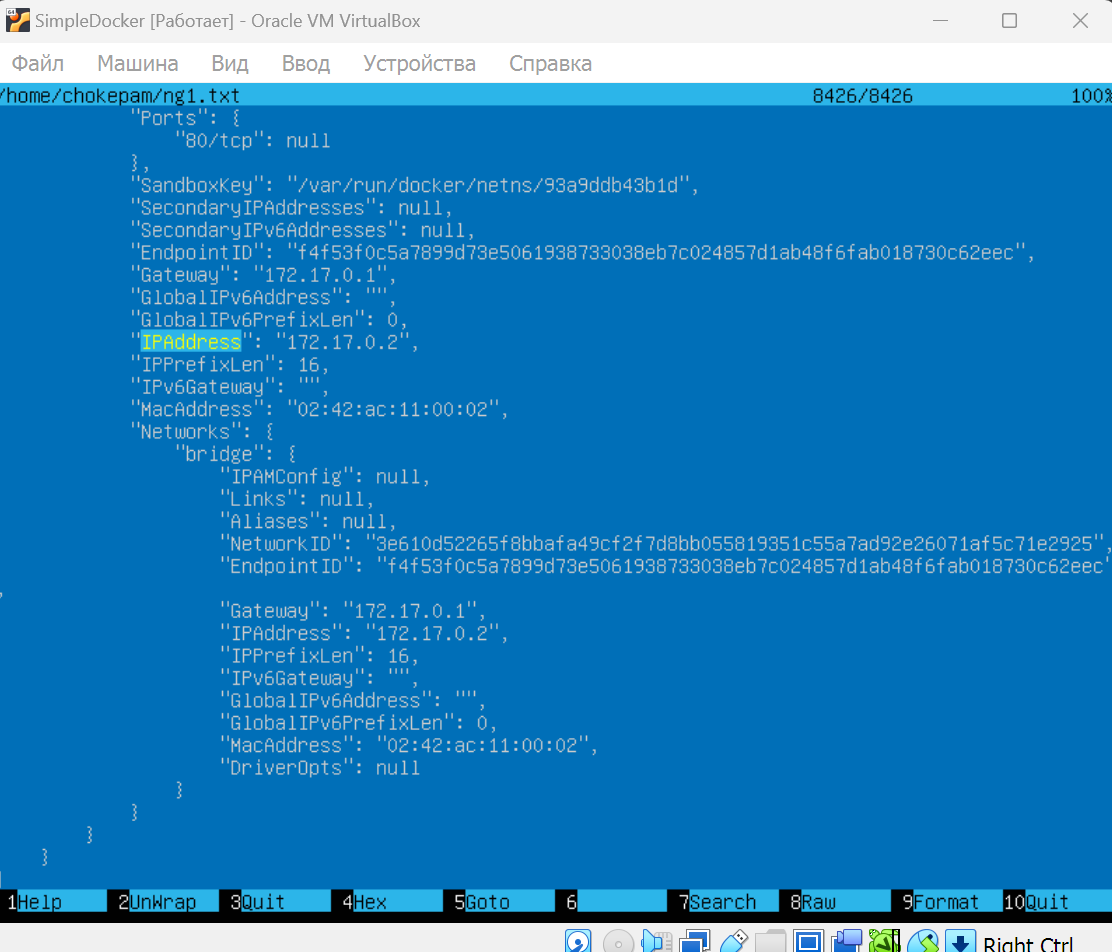 SimpleDocker [Работает] - Oracle VM VirtualBox
Файл Машина Вид Ввод Устройства Справка
/home/chokepam/ng1.txt 8426/8426 100%
"Ports": {
"80/tcp": null
},
"SandboxKey": "/var/run/docker/netns/93a9ddb43b1d",
"SecondaryIPAddresses": null,
"SecondaryIPv6Addresses": null,
"EndpointID": "f4f53f0c5a7899d73e5061938733038eb7c024857d1ab48f6fab018730c62eec",
"Gateway": "172.17.0.1",
"GlobalIPv6Address": "",
"GlobalIPv6PrefixLen": 0,
"IPAddress": "172.17.0.2",
"IPPrefixLen": 16,
"IPv6Gateway": "",
"MacAddress": "02:42:ac:11:00:02",
"Networks": {
"bridge": {
"IPAMConfig": null,
"Links": null,
"Aliases": null,
"NetworkID": "3e610d52265f8bbafa49cf2f7d8bb055819351c55a7ad92e26071af5c71e2925",
"EndpointID": "f4f53f0c5a7899d73e5061938733038eb7c024857d1ab48f6fab018730c62eec"
,
"Gateway": "172.17.0.1",
"IPAddress": "172.17.0.2",
"IPPrefixLen": 16,
"IPv6Gateway": "",
"GlobalIPv6Address": "",
"GlobalIPv6PrefixLen": 0,
"MacAddress": "02:42:ac:11:00:02",
"DriverOpts": null
}
}
}
}
1Help 2UnWrap 3Quit 4Hex 5Goto 6 7Search 8Raw 9Format 10Quit
Right Ctrl